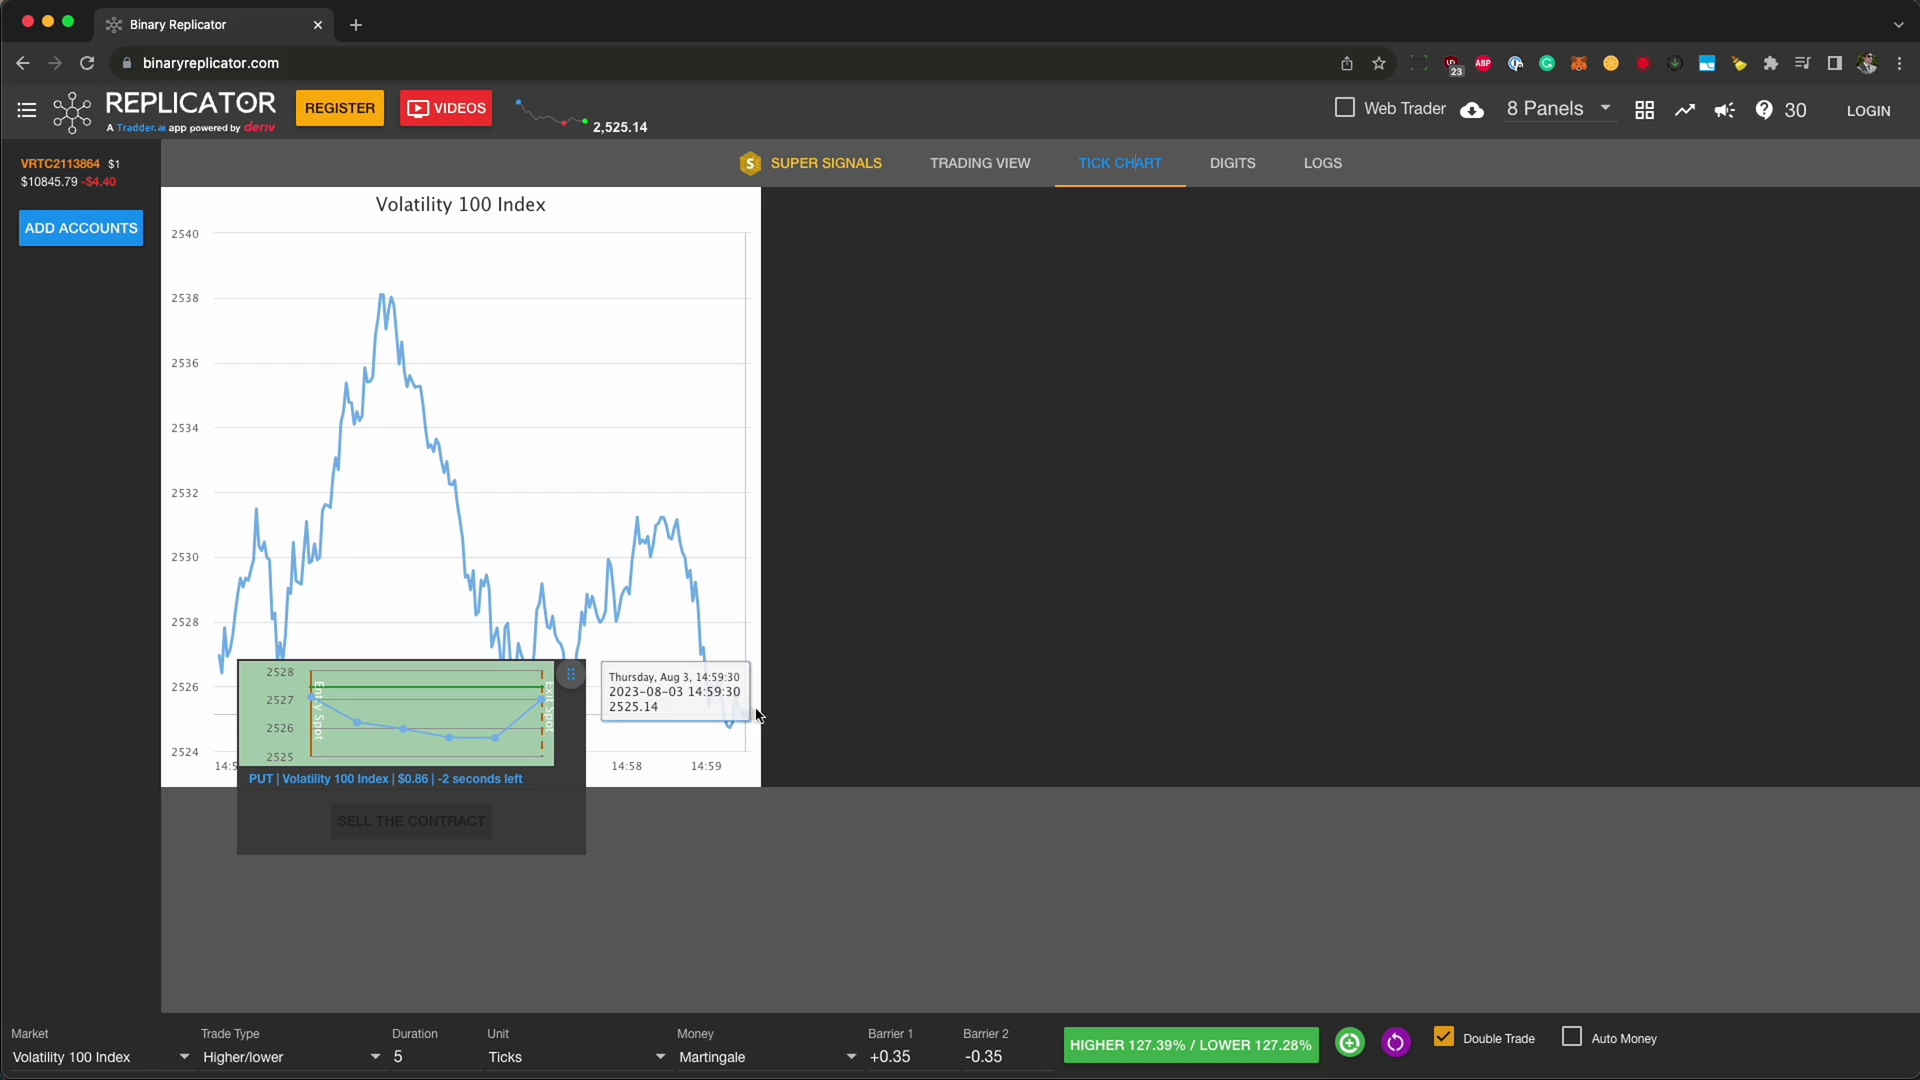 Binary Replicator
binaryreplicator.com
23
ABP
REPLICATOR
A Tradder.ai app powered by deriv
REGISTER
VIDEOS
2,525.14
Web Trader
8 Panels
30
LOGIN
VRTC2113864 $1
$10845.79 -$4.40
ADD ACCOUNTS
S SUPER SIGNALS
TRADING VIEW
TICK CHART
DIGITS
LOGS
Volatility 100 Index
2540
2538
2536
2534
2532
2530
2528
2526
2524
14:5
14:58
14:59
2528
2527
2526
2525
Entry Spot
Exit Spot
PUT | Volatility 100 Index | $0.86 | -2 seconds left
SELL THE CONTRACT
Thursday, Aug 3, 14:59:30
2023-08-03 14:59:30
2525.14
Market
Volatility 100 Index
Trade Type
Higher/lower
Duration
5
Unit
Ticks
Money
Martingale
Barrier 1
+0.35
Barrier 2
-0.35
HIGHER 127.39% / LOWER 127.28%
Double Trade
Auto Money